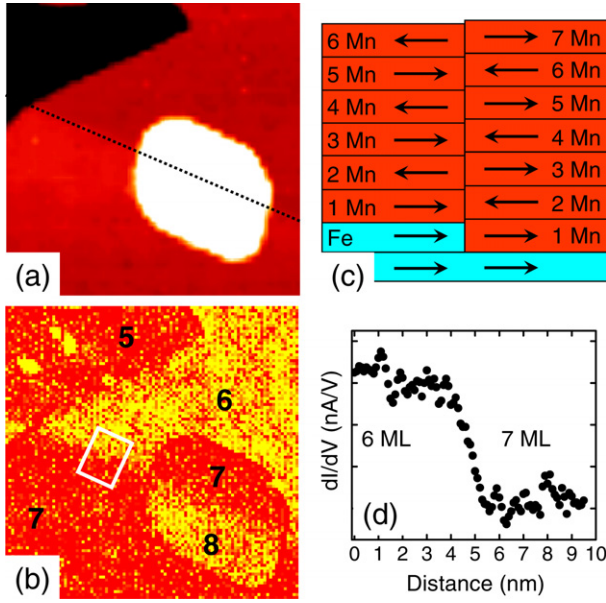 (a)
6 Mn
7 Mn
5 Mn
6 Mn
4 Mn
5 Mn
3 Mn
4 Mn
2 Mn
3 Mn
1 Mn
2 Mn
Fe
1 Mn
(c)
5
6
7
7
8
(b)
dI/dV (nA/V)
6 ML
7 ML
(d)
0 1 2 3 4 5 6 7 8 9 10
Distance (nm)